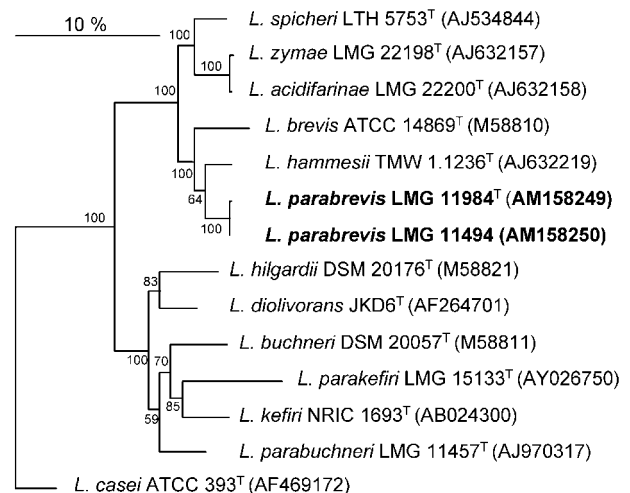 10 %
L. spicheri LTH 5753ᵀ (AJ534844)
100
L. zymae LMG 22198ᵀ (AJ632157)
100
L. acidifarinae LMG 22200ᵀ (AJ632158)
100
L. brevis ATCC 14869ᵀ (M58810)
L. hammesii TMW 1.1236ᵀ (AJ632219)
100
64
L. parabrevis LMG 11984ᵀ (AM158249)
100
100
L. parabrevis LMG 11494 (AM158250)
L. hilgardii DSM 20176ᵀ (M58821)
83
L. diolivorans JKD6ᵀ (AF264701)
L. buchneri DSM 20057ᵀ (M58811)
100
70
L. parakefiri LMG 15133ᵀ (AY026750)
85
L. kefiri NRIC 1693ᵀ (AB024300)
59
L. parabuchneri LMG 11457ᵀ (AJ970317)
L. casei ATCC 393ᵀ (AF469172)